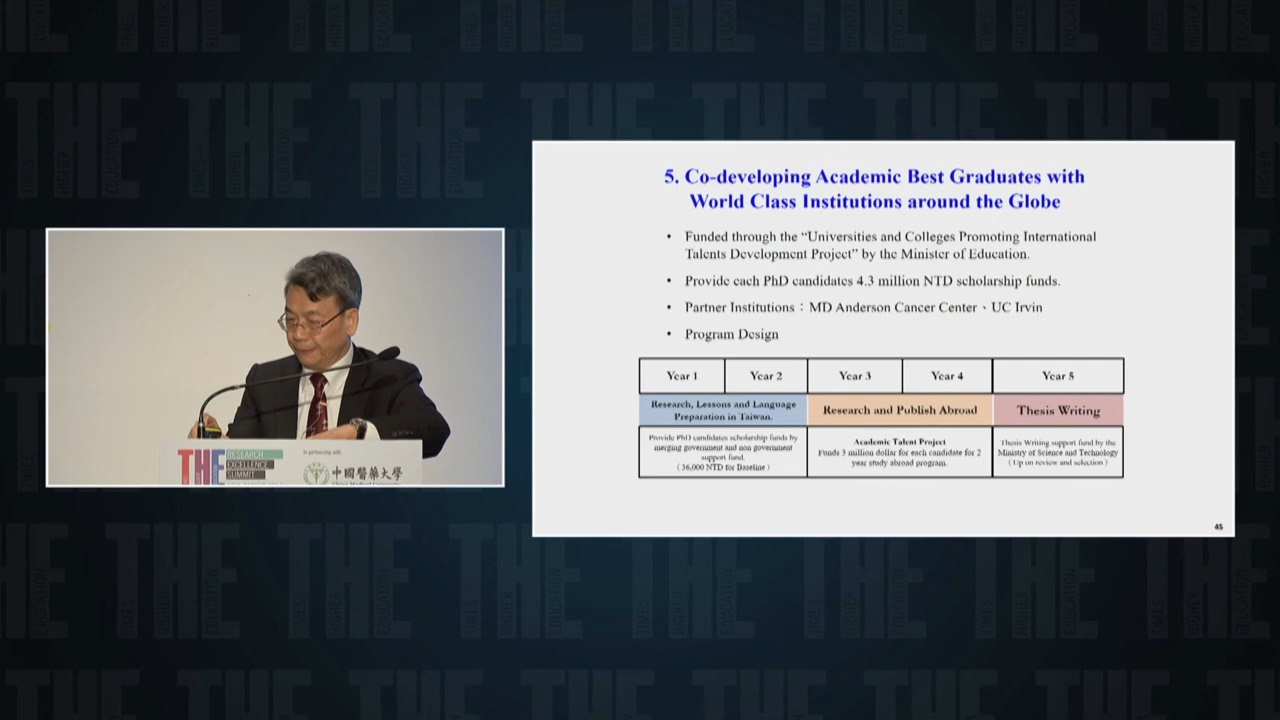 5. Co-developing Academic Best Graduates with
World Class Institutions around the Globe
• Funded through the “Universities and Colleges Promoting International
Talents Development Project” by the Minister of Education.
• Provide each PhD candidates 4.3 million NTD scholarship funds.
• Partner Institutions：MD Anderson Cancer Center、UC Irvin
• Program Design
Year 1 Year 2 Year 3 Year 4 Year 5
Research, Lessons and Language
Preparation in Taiwan.
Research and Publish Abroad
Thesis Writing
Provide PhD candidates scholarship funds by
merging government and non government
support fund.
(36,000 NTD for Baseline)
Academic Talent Project
Funds 3 million dollar for each candidate for 2
year study abroad program.
Thesis Writing support fund by the
Ministry of Science and Technology
(Up on review and selection)
45
THE
RESEARCH
EXCELLENCE
SUMMIT
In partnership with
中國醫藥大學